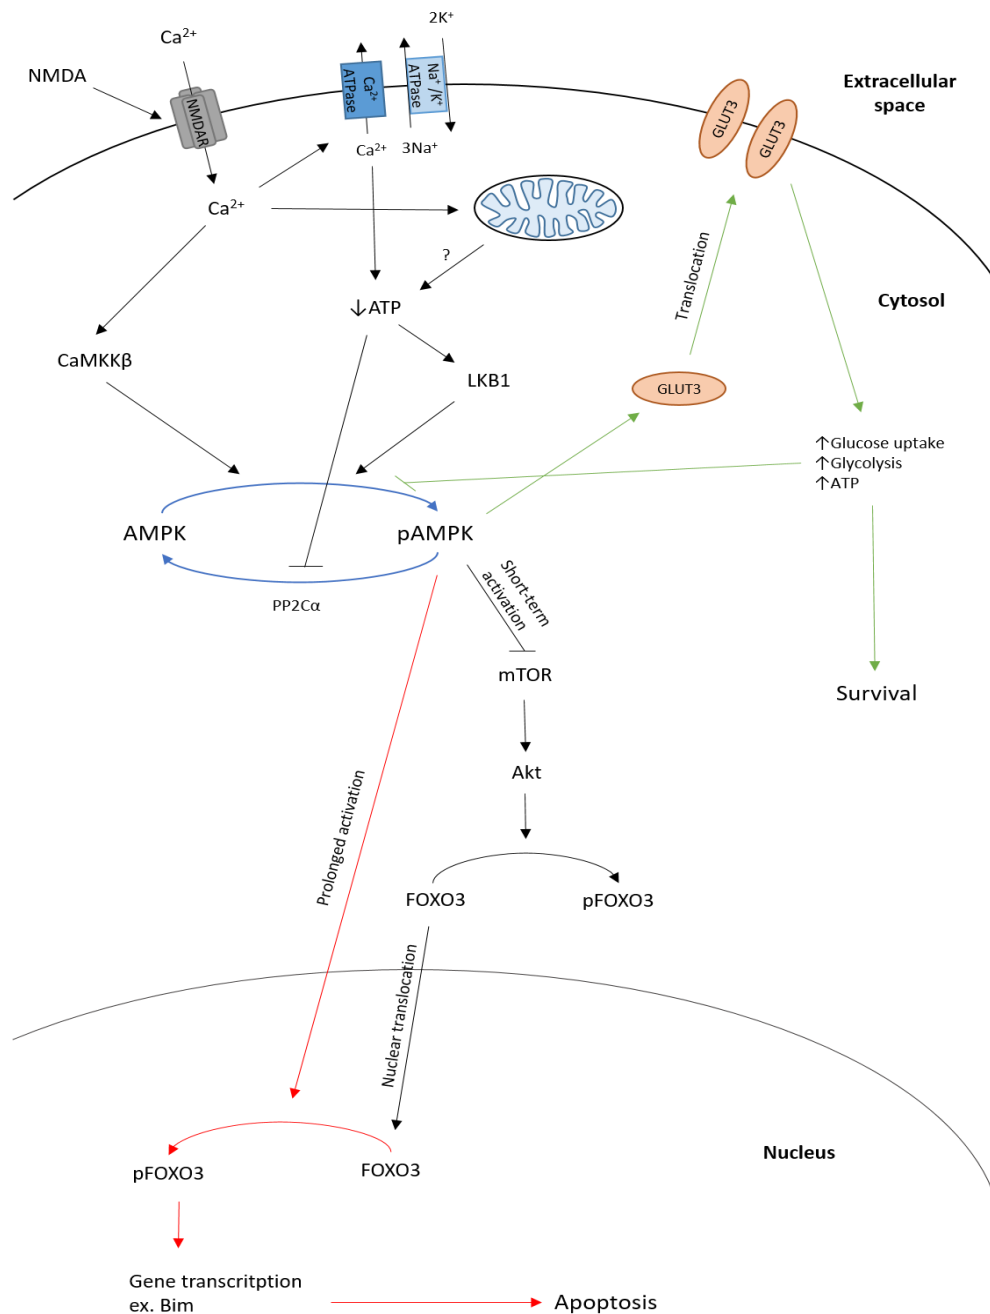 2K⁺
Ca²⁺
NMDA
NMDAR
Ca²⁺
ATPase
Na⁺/K⁺
ATPase
GLUT3
GLUT3
Extracellular
space
Ca²⁺
3Na⁺
Ca²⁺
?
Translocation
Cytosol
↓ATP
CaMKKβ
LKB1
GLUT3
↑Glucose uptake
↑Glycolysis
↑ATP
AMPK
pAMPK
PP2Cα
Short-term
activation
mTOR
Survival
Akt
Prolonged activation
FOXO3
pFOXO3
Nuclear translocation
Nucleus
pFOXO3
FOXO3
Gene transcritption
ex. Bim
Apoptosis